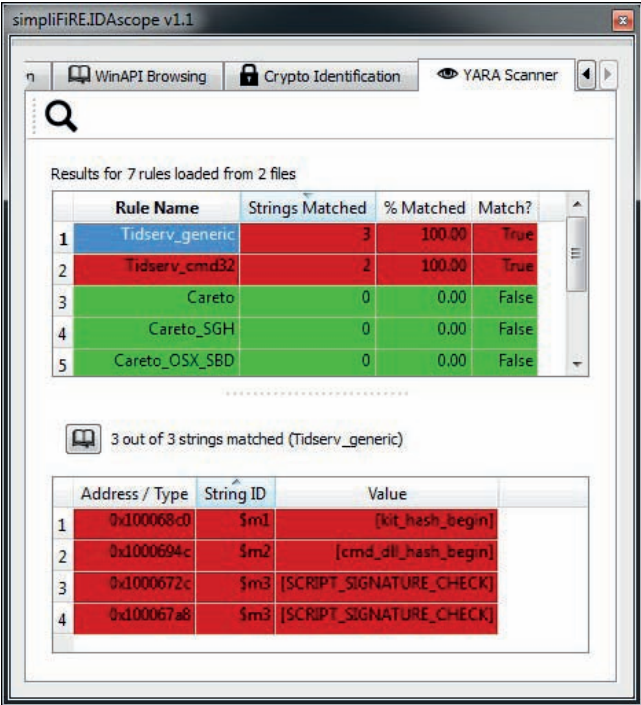 simpliFiRE.IDAscope v1.1
n WinAPI Browsing Crypto Identification YARA Scanner
Results for 7 rules loaded from 2 files
Rule Name Strings Matched % Matched Match?
1 Tidserv_generic 3 100.00 True
2 Tidserv_cmd32 2 100.00 True
3 Careto 0 0.00 False
4 Careto_SGH 0 0.00 False
5 Careto_OSX_SBD 0 0.00 False
3 out of 3 strings matched (Tidserv_generic)
Address / Type String ID Value
1 0x100068c0 $m1 [kit_hash_begin]
2 0x1000694c $m2 [cmd_dll_hash_begin]
3 0x1000672c $m3 [SCRIPT_SIGNATURE_CHECK]
4 0x100067a8 $m3 [SCRIPT_SIGNATURE_CHECK]